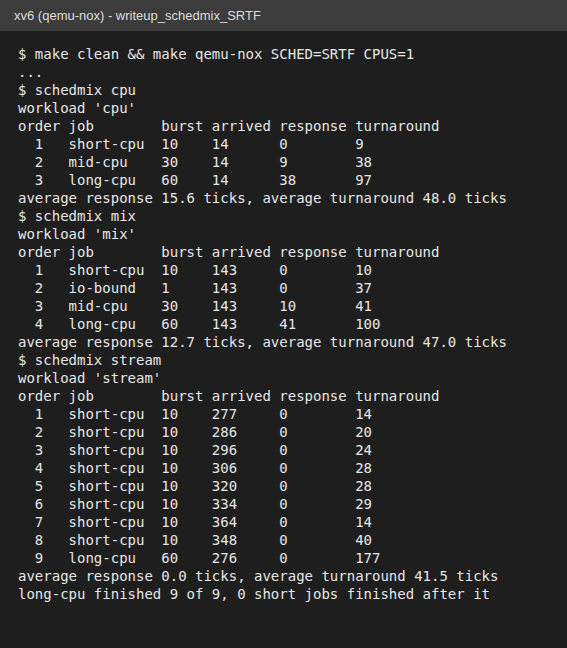 xv6 (qemu-nox) - writeup_schedmix_SRTF
$ make clean && make qemu-nox SCHED=SRTF CPUS=1
...
$ schedmix cpu
workload 'cpu'
order job burst arrived response turnaround
1 short-cpu 10 14 0 9
2 mid-cpu 30 14 9 38
3 long-cpu 60 14 38 97
average response 15.6 ticks, average turnaround 48.0 ticks
$ schedmix mix
workload 'mix'
order job burst arrived response turnaround
1 short-cpu 10 143 0 10
2 io-bound 1 143 0 37
3 mid-cpu 30 143 10 41
4 long-cpu 60 143 41 100
average response 12.7 ticks, average turnaround 47.0 ticks
$ schedmix stream
workload 'stream'
order job burst arrived response turnaround
1 short-cpu 10 277 0 14
2 short-cpu 10 286 0 20
3 short-cpu 10 296 0 24
4 short-cpu 10 306 0 28
5 short-cpu 10 320 0 28
6 short-cpu 10 334 0 29
7 short-cpu 10 364 0 14
8 short-cpu 10 348 0 40
9 long-cpu 60 276 0 177
average response 0.0 ticks, average turnaround 41.5 ticks
long-cpu finished 9 of 9, 0 short jobs finished after it